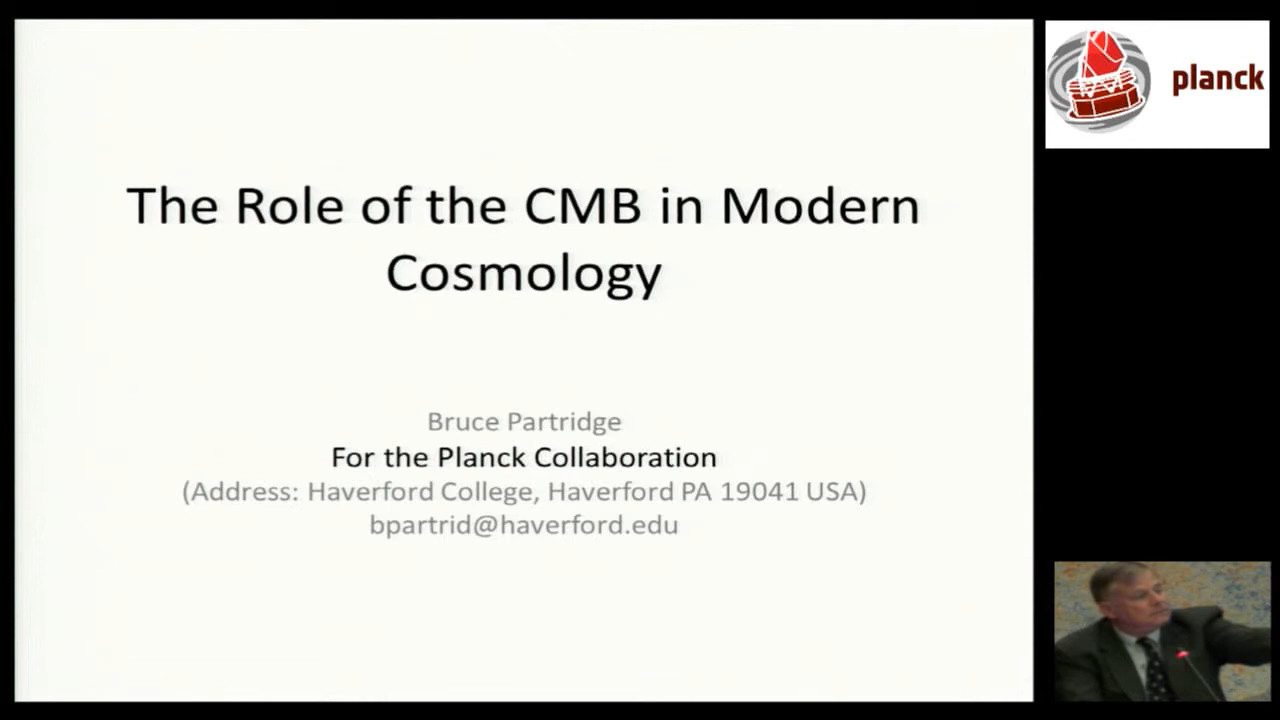 The Role of the CMB in Modern
Cosmology
Bruce Partridge
For the Planck Collaboration
(Address: Haverford College, Haverford PA 19041 USA)
bpartrid@haverford.edu
planck